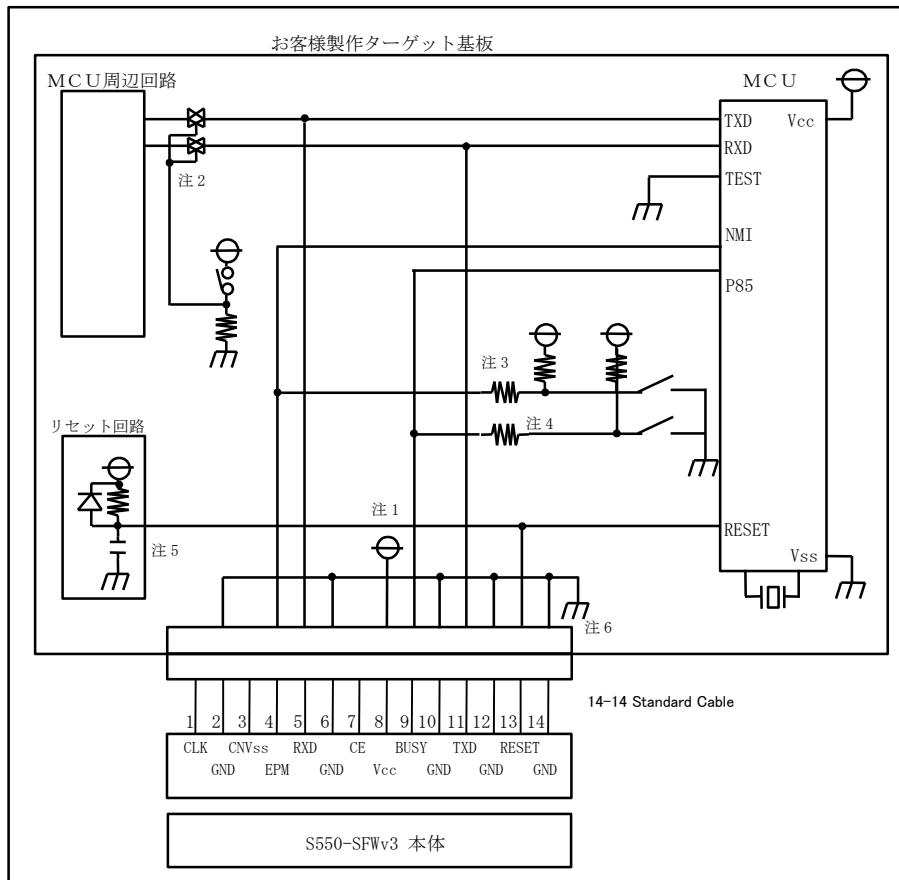 お客様製作ターゲット基板
MCU周辺回路
MCU
TXD Vcc
RXD
注2
TEST
NMI
P85
注3
注4
リセット回路
注1
RESET
注5
Vss
注6
14-14 Standard Cable
1 2 3 4 5 6 7 8 9 10 11 12 13 14
CLK CNVss RXD CE BUSY TXD RESET
GND EPM GND Vcc GND GND GND
S550-SFWv3 本体